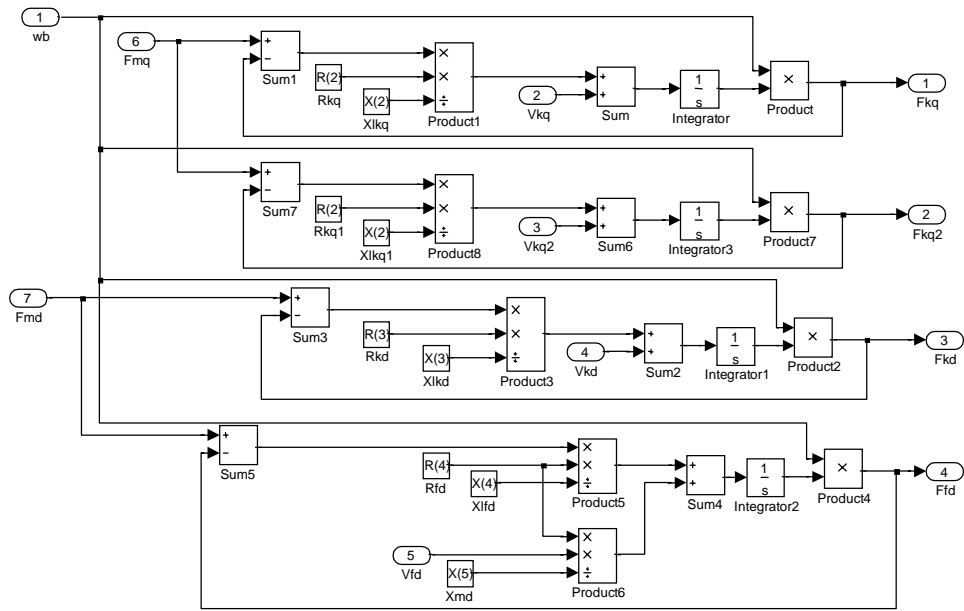 1
wb
6
Fmq
+
−
Sum1
R(2)
Rkq
X(2)
Xlkq
×
×
÷
Product1
2
Vkq
+
+
Sum
1
s
Integrator
×
Product
1
Fkq
+
−
Sum7
R(2)
Rkq1
X(2)
Xlkq1
×
×
÷
Product8
3
Vkq2
+
+
Sum6
1
s
Integrator3
×
Product7
2
Fkq2
7
Fmd
+
−
Sum3
R(3)
Rkd
X(3)
Xlkd
×
×
÷
Product3
4
Vkd
+
+
Sum2
1
s
Integrator1
×
Product2
3
Fkd
+
−
Sum5
R(4)
Rfd
X(4)
Xlfd
×
×
÷
Product5
5
Vfd
X(5)
Xmd
×
×
÷
Product6
+
+
Sum4
1
s
Integrator2
×
Product4
4
Ffd